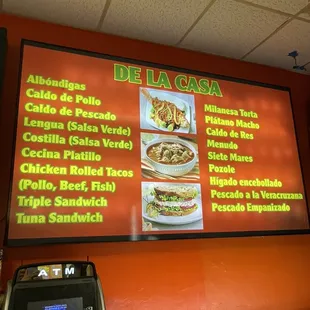 DE LA CASA
Albóndigas
Caldo de Pollo
Caldo de Pescado
Lengua (Salsa Verde)
Costilla (Salsa Verde)
Cecina Platillo
Chicken Rolled Tacos
(Pollo, Beef, Fish)
Triple Sandwich
Tuna Sandwich
Milanesa Torta
Plátano Macho
Caldo de Res
Menudo
Siete Mares
Pozole
Hígado encebollado
Pescado a la Veracruzana
Pescado Empanizado
ATM